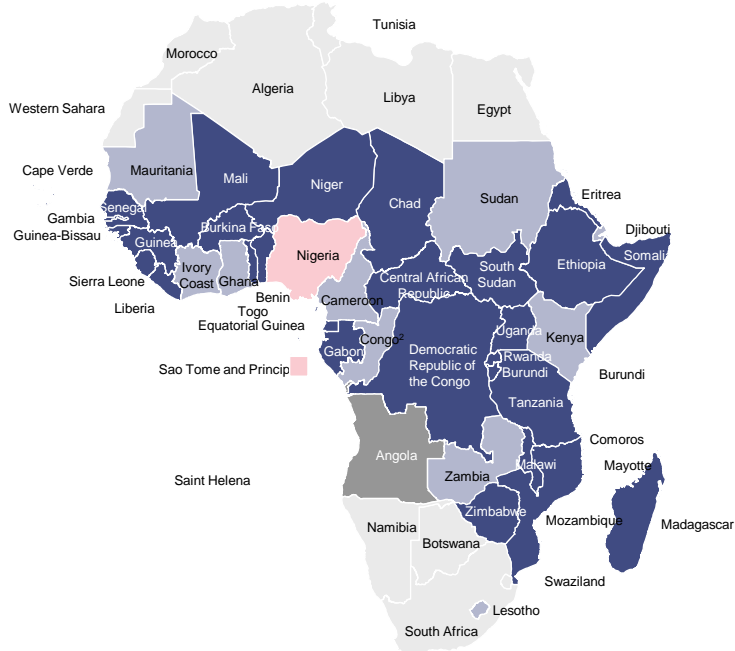 Tunisia
Morocco
Algeria
Libya
Egypt
Western Sahara
Cape Verde
Mauritania
Mali
Niger
Chad
Sudan
Eritrea
Senegal
Gambia
Guinea-Bissau
Guinea
Burkina Faso
Djibouti
Somali
Nigeria
Ethiopia
Sierra Leone
Ivory
Coast
Ghana
Central African
Republic
South
Sudan
Liberia
Benin
Togo
Equatorial Guinea
Cameroon
Uganda
Kenya
Gabon
Congo²
Democratic
Republic of
the Congo
Rwanda
Burundi
Sao Tome and Princip
Burundi
Tanzania
Angola
Comoros
Malawi
Mayotte
Saint Helena
Zambia
Zimbabwe
Mozambique
Madagascar
Namibia
Botswana
Swaziland
Lesotho
South Africa